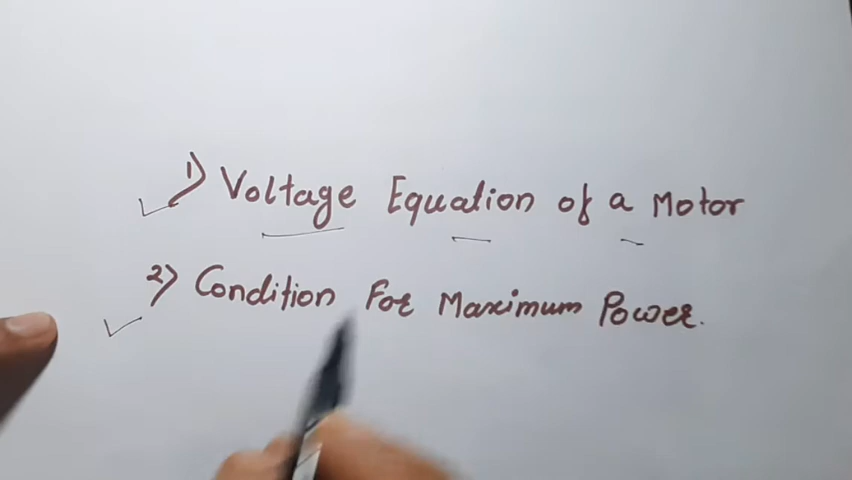 1) Voltage Equation of a Motor
2) Condition For Maximum Power.